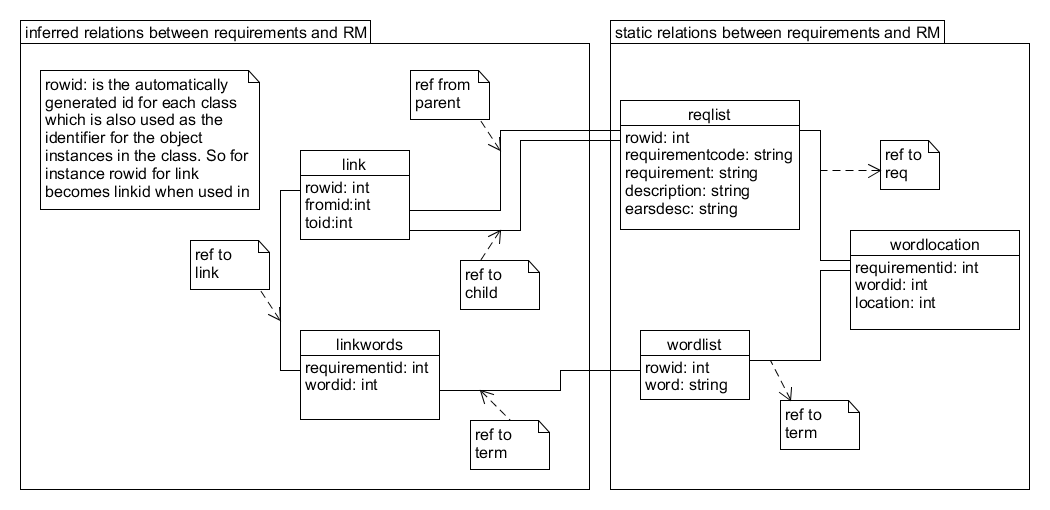 inferred relations between requirements and RM
rowid: is the automatically
generated id for each class
which is also used as the
identifier for the object
instances in the class. So for
instance rowid for link
becomes linkid when used in
ref from
parent
link
rowid: int
fromid:int
toid:int
ref to
link
ref to
child
linkwords
requirementid: int
wordid: int
ref to
term
static relations between requirements and RM
reqlist
rowid: int
requirementcode: string
requirement: string
description: string
earsdesc: string
ref to
req
wordlocation
requirementid: int
wordid: int
location: int
wordlist
rowid: int
word: string
ref to
term